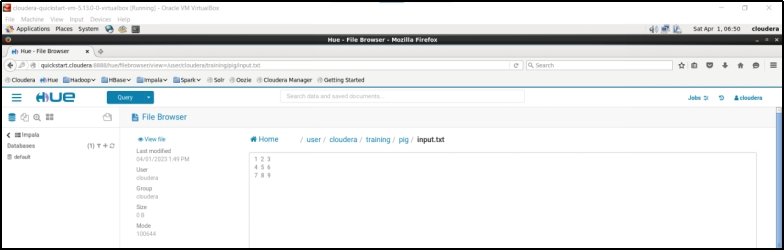 cloudera-quickstart-vm-5.13.0-0-virtualbox [Running] - Oracle VM VirtualBox
File Machine View Input Devices Help
Applications Places System Sat Apr 1, 06:50 cloudera
Hue - File Browser - Mozilla Firefox
Hue - File Browser
quickstart.cloudera:8888/hue/filebrowser/view=/user/cloudera/training/pig/input.txt Search
Cloudera Hue Hadoop HBase Impala Spark Solr Oozie Cloudera Manager Getting Started
HUE Query Search data and saved documents... Jobs cloudera
File Browser
Impala
Databases (1)
default
View file
Last modified
04/01/2023 1:49 PM
User
cloudera
Group
cloudera
Size
0 B
Mode
100644
Home / user / cloudera / training / pig / input.txt
1 2 3
4 5 6
7 8 9